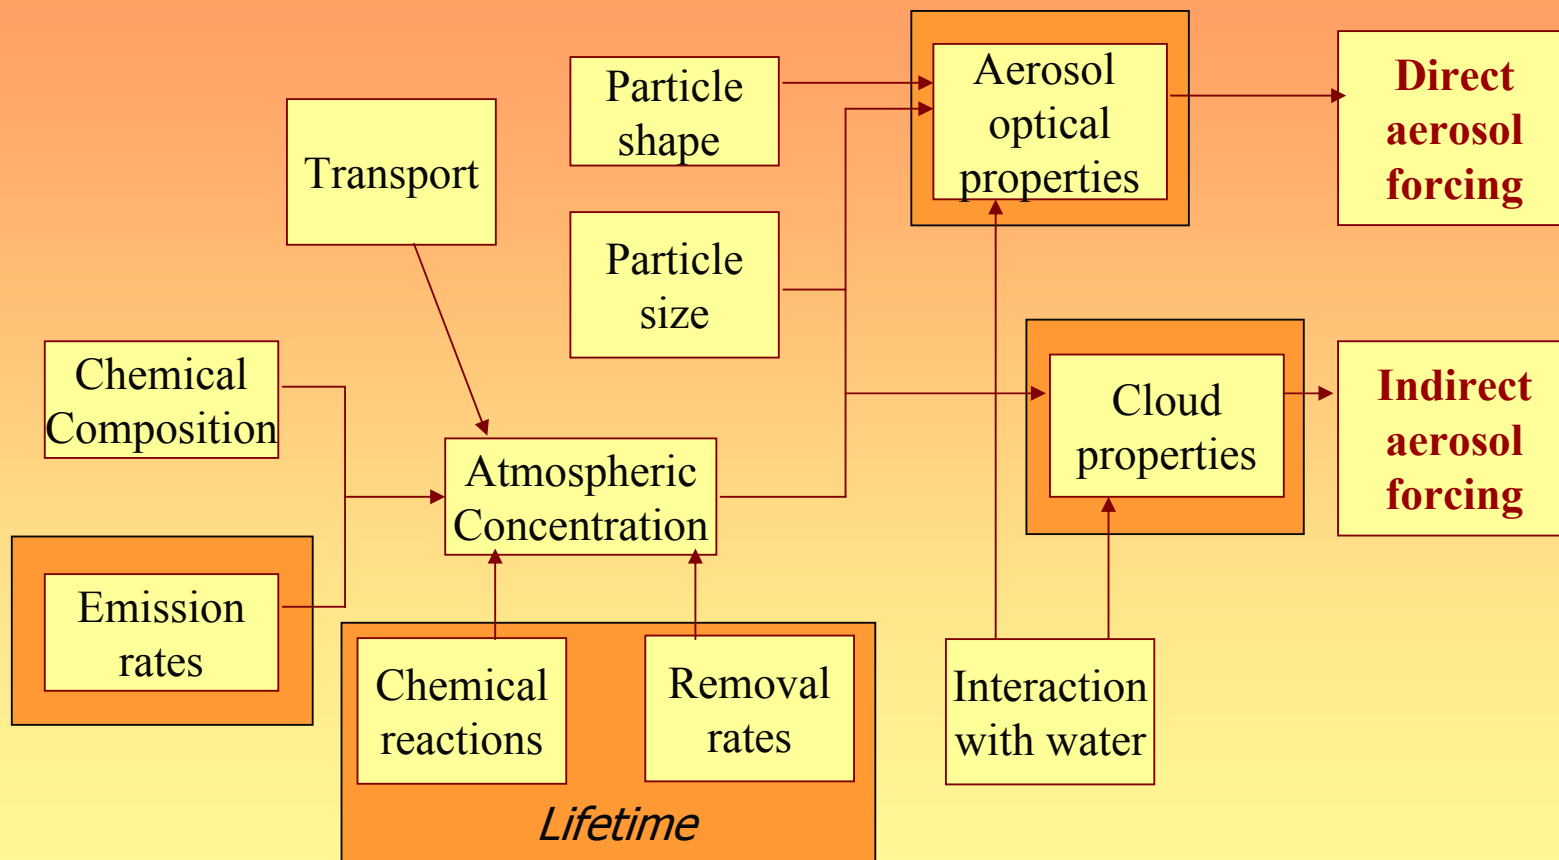 Particle
shape
Aerosol
optical
properties
Direct
aerosol
forcing
Transport
Particle
size
Chemical
Composition
Cloud
properties
Indirect
aerosol
forcing
Atmospheric
Concentration
Emission
rates
Chemical
reactions
Removal
rates
Interaction
with water
Lifetime